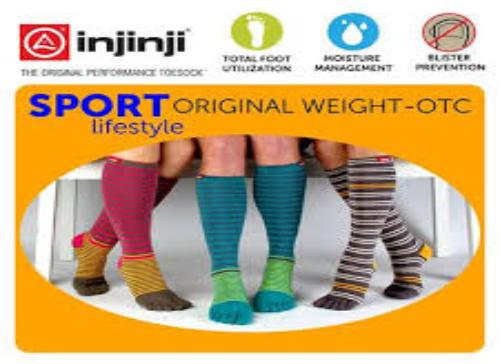 injinji
THE ORIGINAL PERFORMANCE TOESOCK
TOTAL FOOT
UTILIZATION
MOISTURE
MANAGEMENT
BLISTER
PREVENTION
SPORT ORIGINAL WEIGHT-OTC
lifestyle